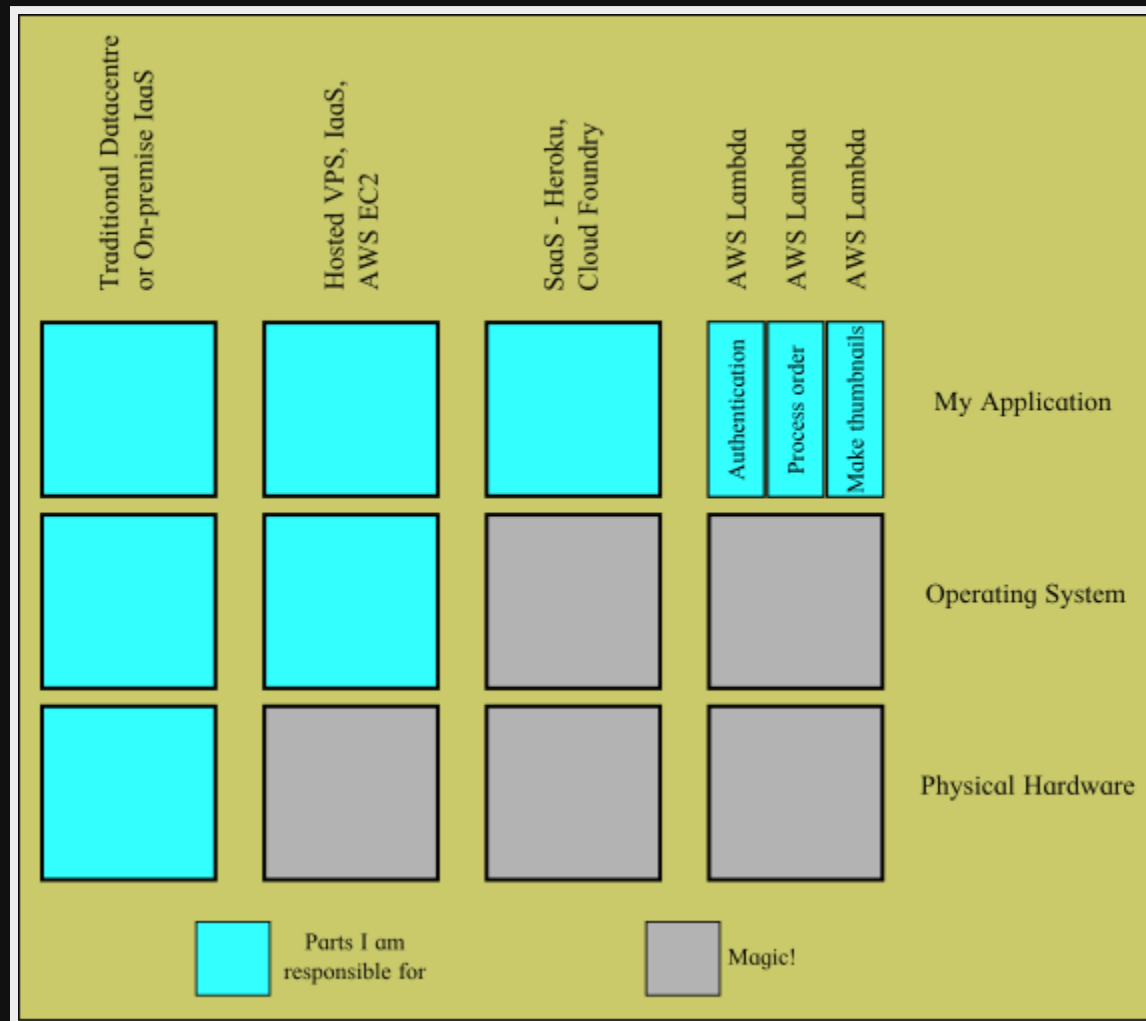 Traditional Datacentre
or On-premise IaaS
Hosted VPS, IaaS,
AWS EC2
SaaS - Heroku,
Cloud Foundry
AWS Lambda
AWS Lambda
AWS Lambda
Authentication
Process order
Make thumbnails
My Application
Operating System
Physical Hardware
Parts I am
responsible for
Magic!